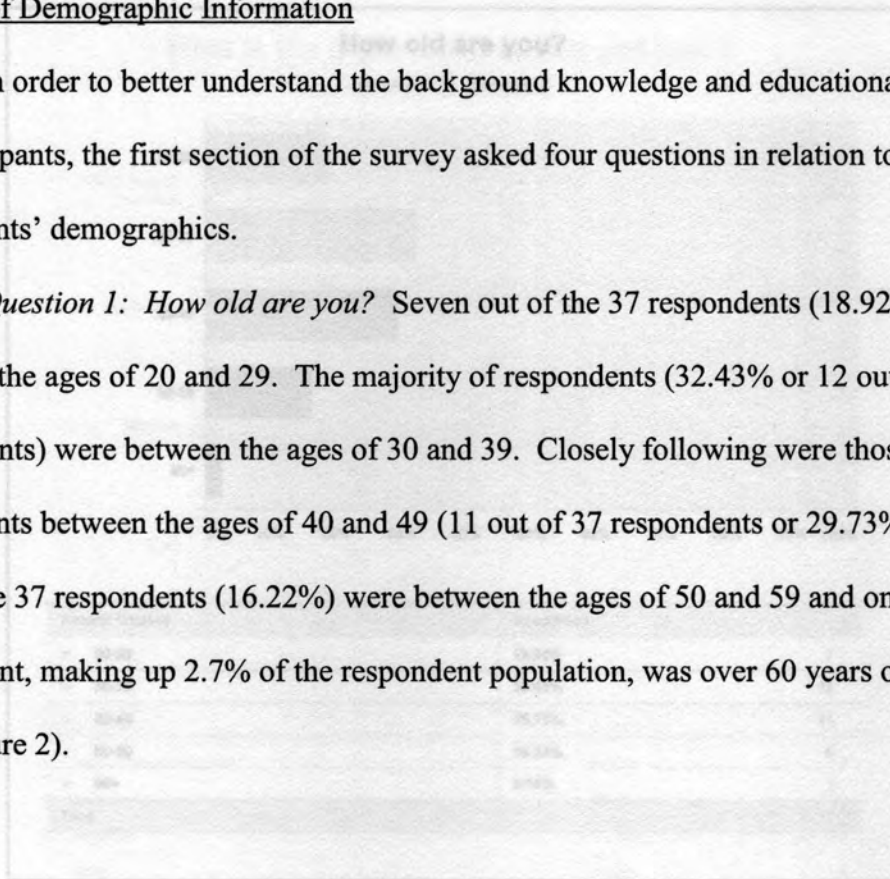 f Demographic Information
How old are you?
n order to better understand the background knowledge and educationa
pants, the first section of the survey asked four questions in relation to
nts' demographics.
uestion 1: How old are you? Seven out of the 37 respondents (18.92
the ages of 20 and 29. The majority of respondents (32.43% or 12 ou
nts) were between the ages of 30 and 39. Closely following were thos
nts between the ages of 40 and 49 (11 out of 37 respondents or 29.73%
e 37 respondents (16.22%) were between the ages of 50 and 59 and on
nt, making up 2.7% of the respondent population, was over 60 years o
re 2).